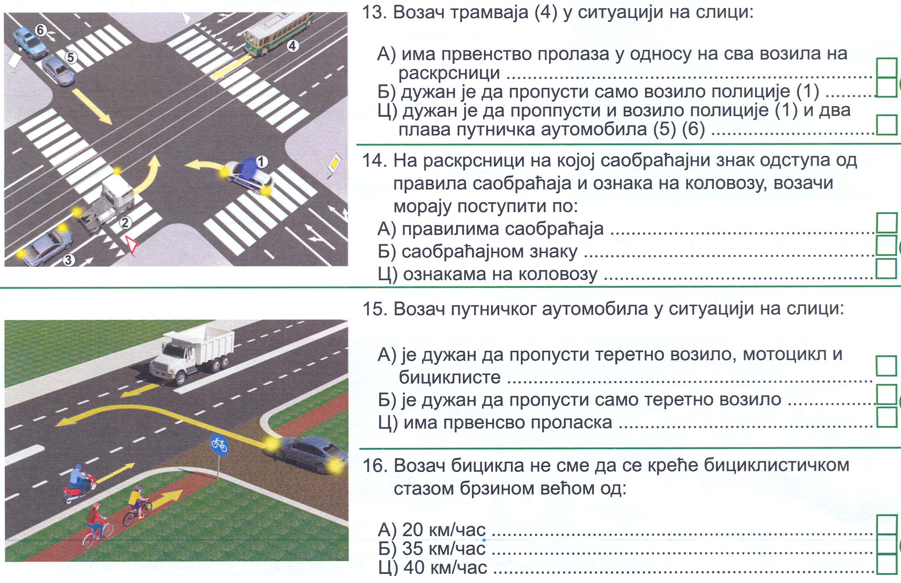 13. Возач трамваја (4) у ситуацији на слици:
А) има првенство пролаза у односу на сва возила на
раскрсници
Б) дужан је да пропусти само возило полиције (1)
Ц) дужан је да проппусти и возило полиције (1) и два
плава путничка аутомобила (5) (6)
6
5
4
1
2
3
14. На раскрсници на којој саобраћајни знак одступа од
правила саобраћаја и ознака на коловозу, возачи
морају поступити по:
А) правилима саобраћаја
Б) саобраћајном знаку
Ц) ознакама на коловозу
15. Возач путничког аутомобила у ситуацији на слици:
А) је дужан да пропусти теретно возило, мотоцикл и
бициклисте
Б) је дужан да пропусти само теретно возило
Ц) има првенсво проласка
16. Возач бицикла не сме да се креће бициклистичком
стазом брзином већом од:
А) 20 км/час
Б) 35 км/час
Ц) 40 км/час